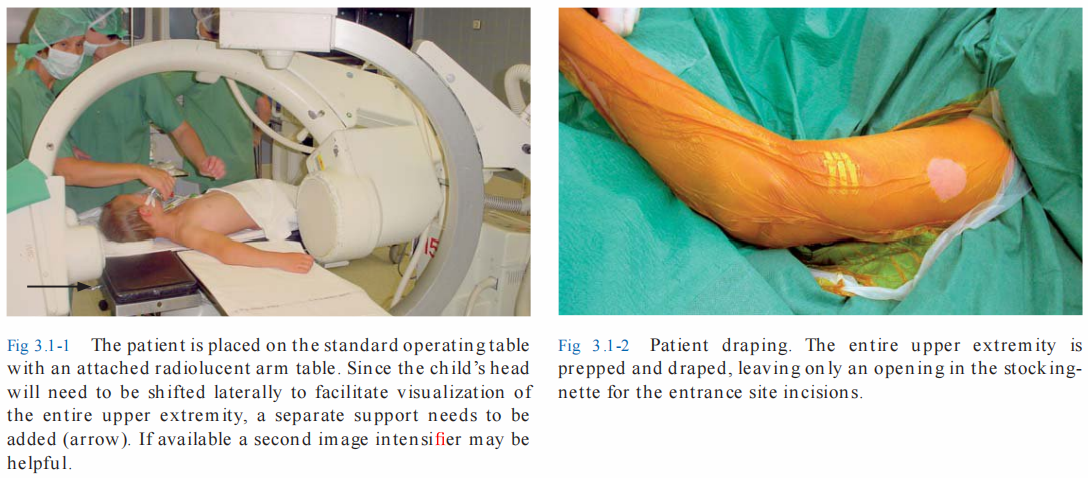 Fig 3.1-1 The patient is placed on the standard operating table
with an attached radiolucent arm table. Since the child's head
will need to be shifted laterally to facilitate visualization of
the entire upper extremity, a separate support needs to be
added (arrow). If available a second image intensifier may be
helpful.
Fig 3.1-2 Patient draping. The entire upper extremity is
prepped and draped, leaving only an opening in the stocking-
nette for the entrance site incisions.